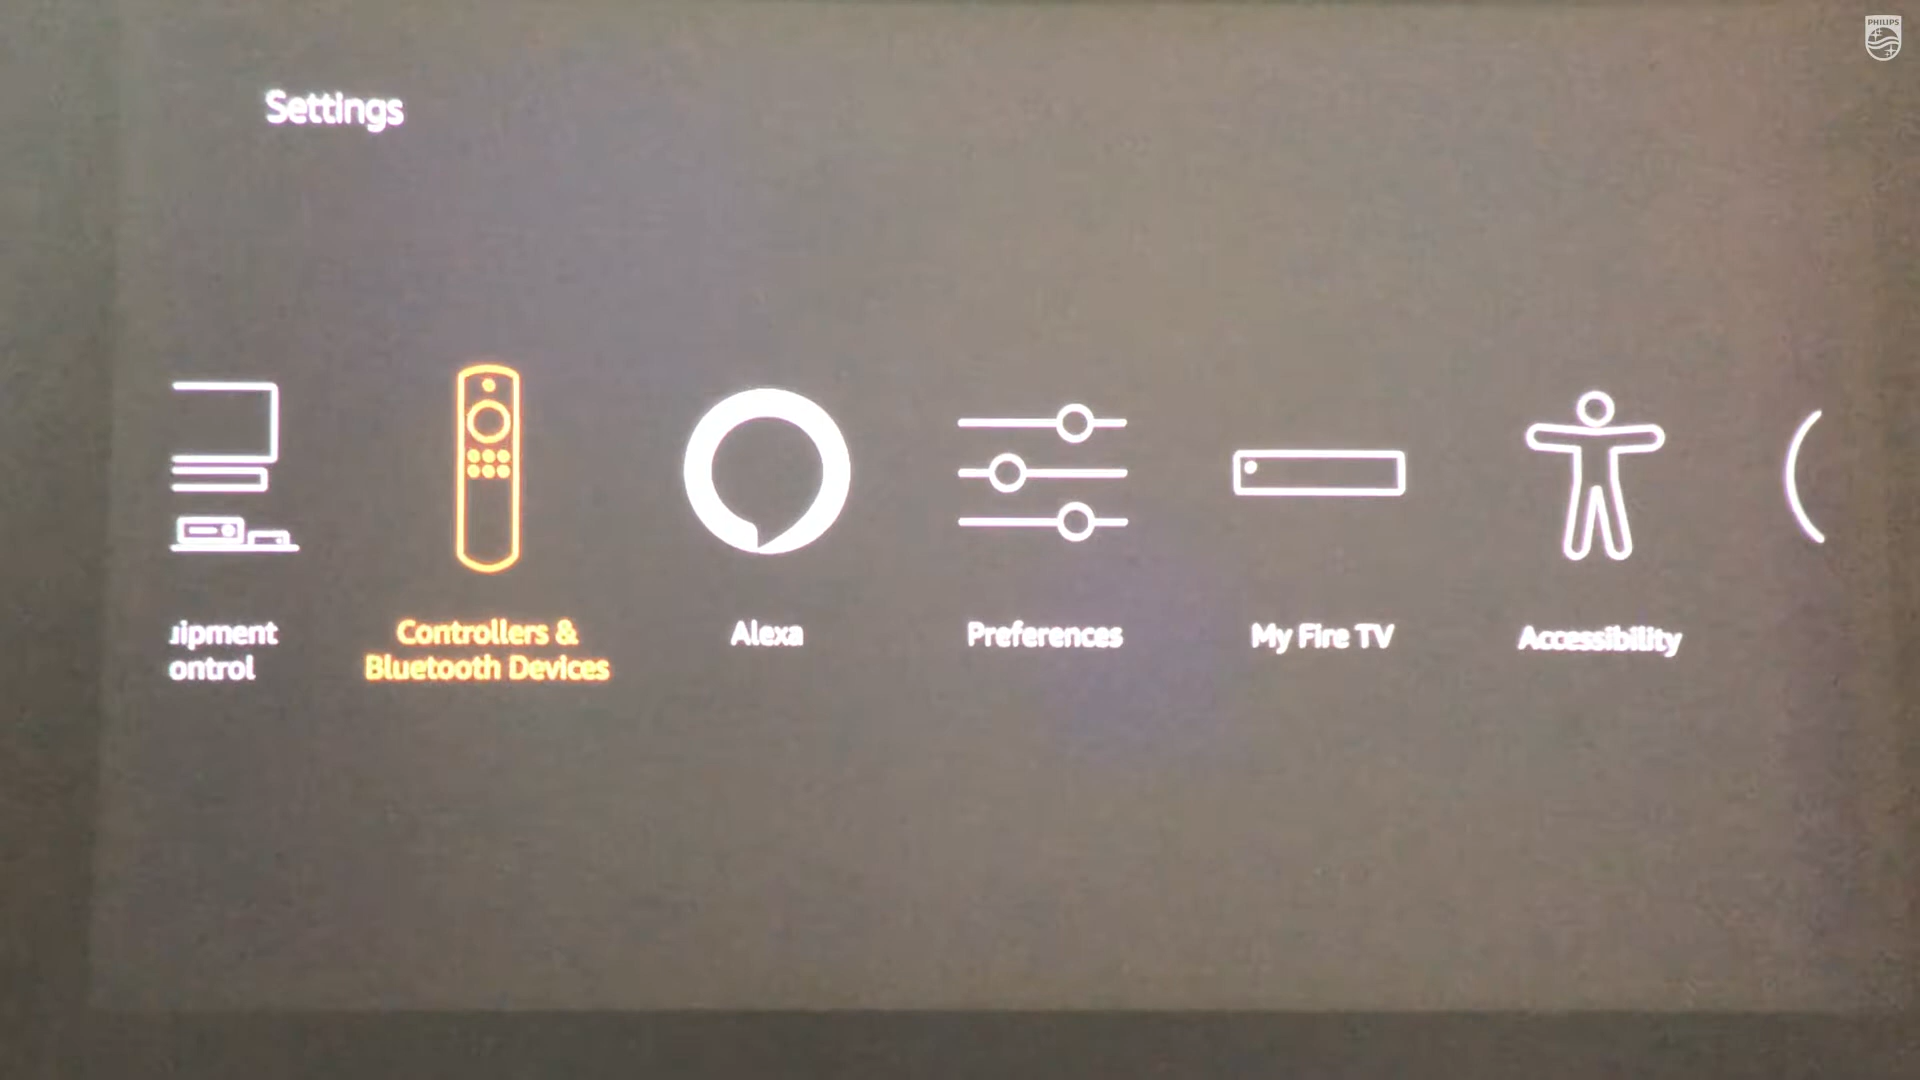 PHILIPS
Settings
ipment
ontrol
Controllers &
Bluetooth Devices
Alexa
Preferences
My Fire TV
Accessibility